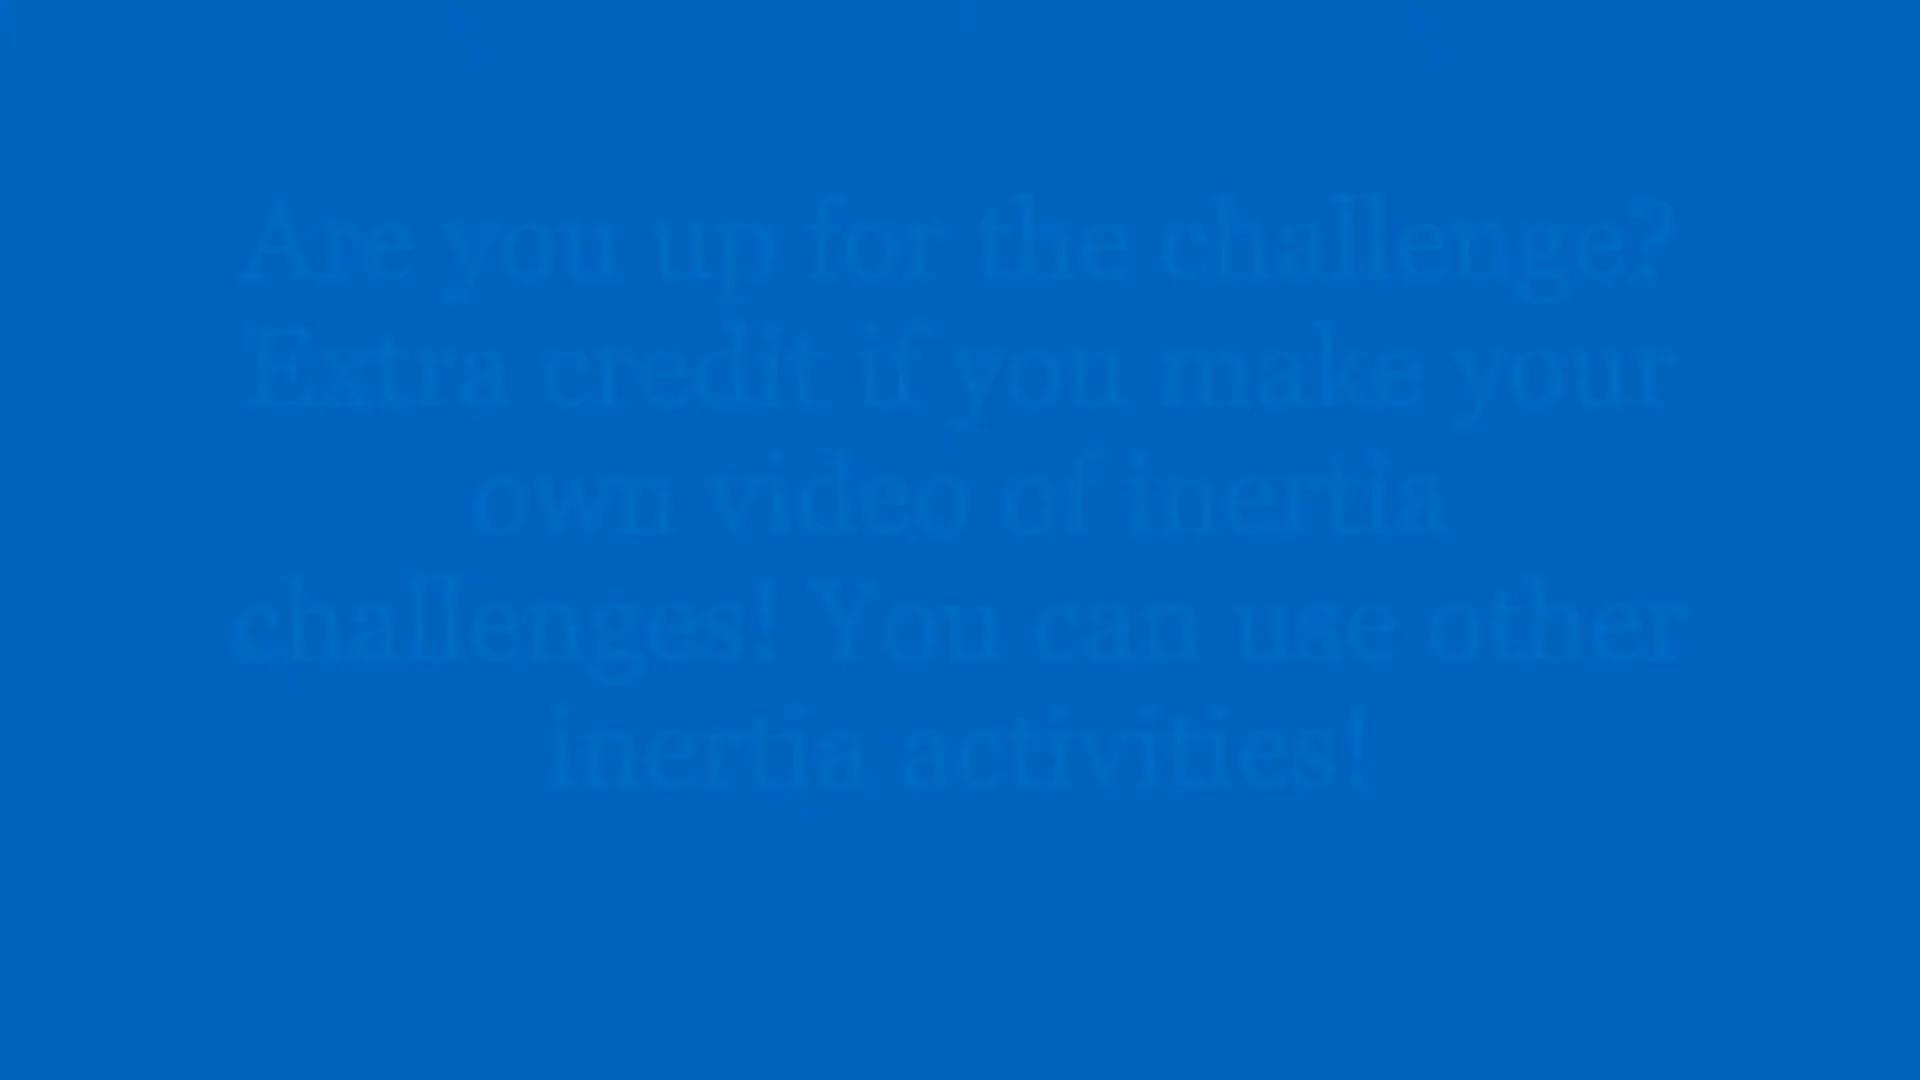 Are you up for the challenge?
Extra credit if you make your
own video of inertia
challenges! You can use other
inertia activities!